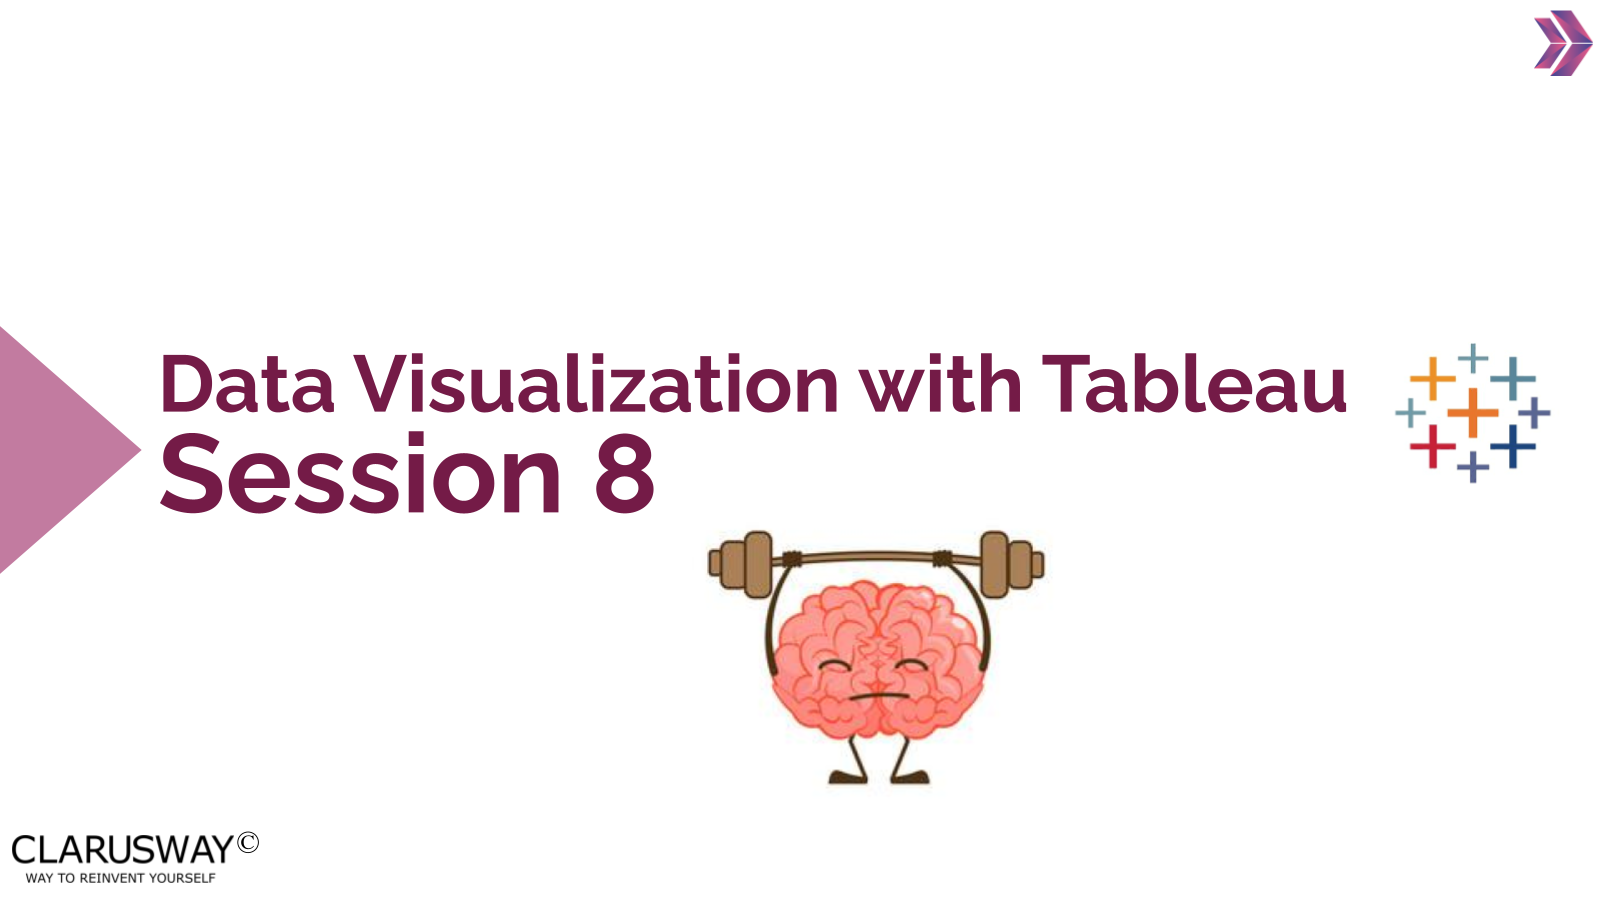 Data Visualization with Tableau
Session 8
CLARUSWAY©
WAY TO REINVENT YOURSELF